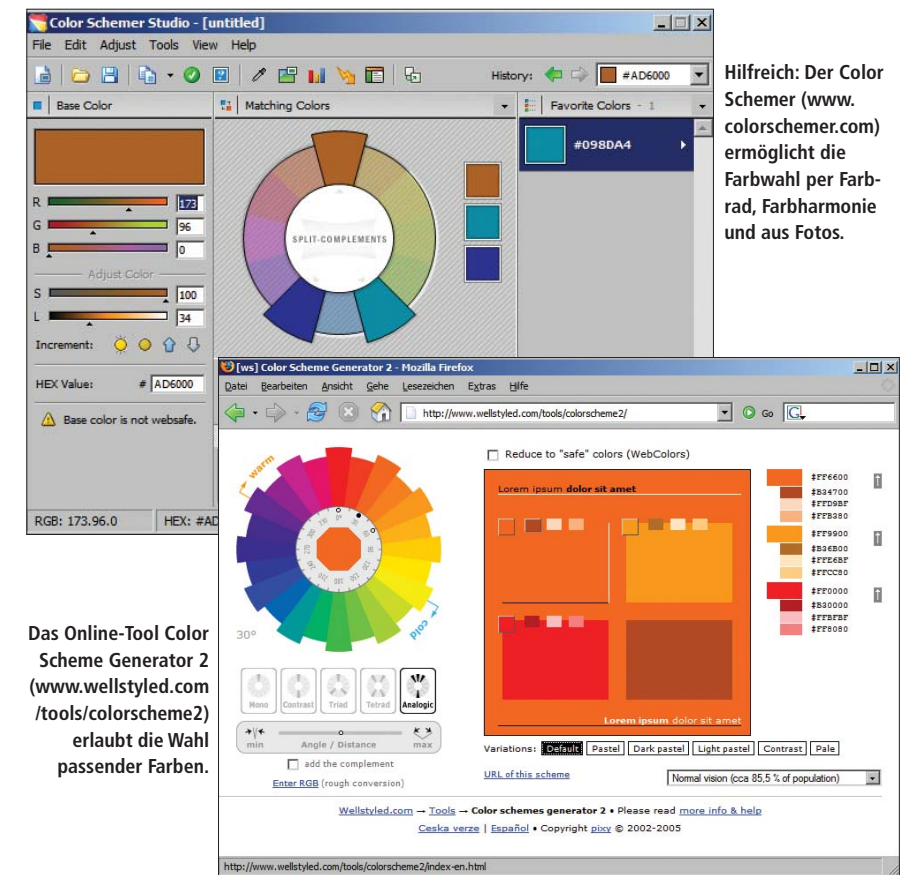 Color Schemer Studio - [untitled]
File Edit Adjust Tools View Help
History: #AD6000
Base Color
Matching Colors
Favorite Colors - 1
#098DA4
R 173
G 96
B 0
Adjust Color
S 100
L 34
Increment:
HEX Value: # AD6000
Base color is not websafe.
RGB: 173.96.0 HEX: #AD
SPLIT-COMPLEMENTS
Hilfreich: Der Color
Schemer (www.
colorschemer.com)
ermöglicht die
Farbwahl per Farb-
rad, Farbharmonie
und aus Fotos.
[ws] Color Scheme Generator 2 - Mozilla Firefox
Datei Bearbeiten Ansicht Gehe Lesezeichen Extras Hilfe
http://www.wellstyled.com/tools/colorscheme2/
Go
G
warm
cold
30°
Mono Contrast Triad Tetrad Analogic
min Angle / Distance max
add the complement
Enter RGB (rough conversion)
Reduce to "safe" colors (WebColors)
Lorem ipsum dolor sit amet
Lorem ipsum dolor sit amet
#FF6600
#B34700
#FFD9BF
#FFB380
#FF9900
#B36B00
#FFE6BF
#FFCC80
#FF0000
#B30000
#FFBFBF
#FF8080
Variations: Default Pastel Dark pastel Light pastel Contrast Pale
URL of this scheme
Normal vision (cca 85,5 % of population)
Wellstyled.com → Tools → Color schemes generator 2 • Please read more info & help
Ceska verze | Español • Copyright pixy © 2002-2005
http://www.wellstyled.com/tools/colorscheme2/index-en.html
Das Online-Tool Color
Scheme Generator 2
(www.wellstyled.com
/tools/colorscheme2)
erlaubt die Wahl
passender Farben.